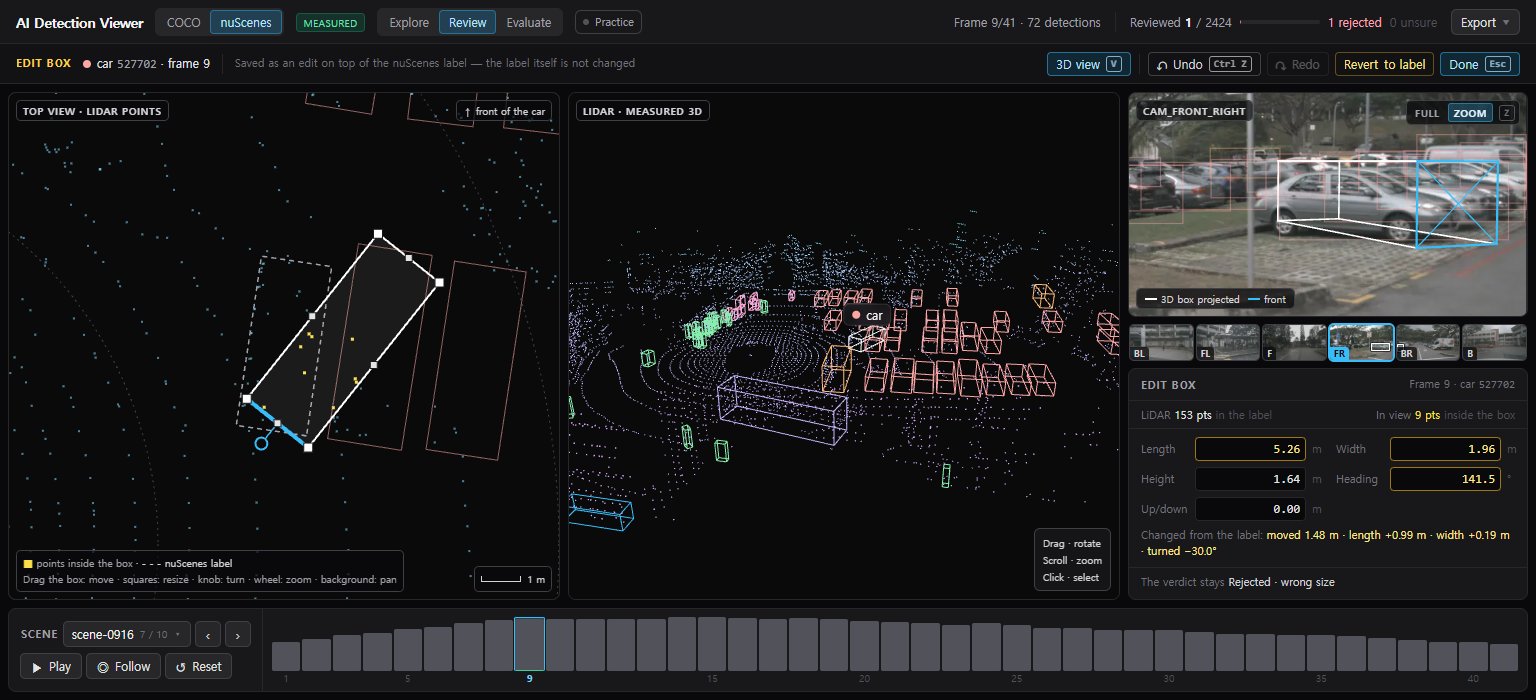 AI Detection Viewer COCO nuScenes MEASURED Explore Review Evaluate Practice Frame 9/41 · 72 detections Reviewed 1 / 2424 1 rejected 0 unsure Export
EDIT BOX car 527702 · frame 9 Saved as an edit on top of the nuScenes label — the label itself is not changed 3D view V Undo Ctrl Z Redo Revert to label Done Esc
TOP VIEW · LIDAR POINTS
↑ front of the car
points inside the box · - - - nuScenes label
Drag the box: move · squares: resize · knob: turn · wheel: zoom · background: pan
1 m
LIDAR · MEASURED 3D
car
Drag · rotate
Scroll · zoom
Click · select
CAM_FRONT_RIGHT
FULL ZOOM Z
3D box projected front
BL FL F FR BR B
EDIT BOX Frame 9 · car 527702
LiDAR 153 pts in the label In view 9 pts inside the box
Length 5.26 m Width 1.96 m
Height 1.64 m Heading 141.5 °
Up/down 0.00 m
Changed from the label: moved 1.48 m · length +0.99 m · width +0.19 m
· turned −30.0°
The verdict stays Rejected · wrong size
SCENE scene-0916 7 / 10 ‹ ›
Play Follow Reset
1 5 9 15 20 25 30 35 40